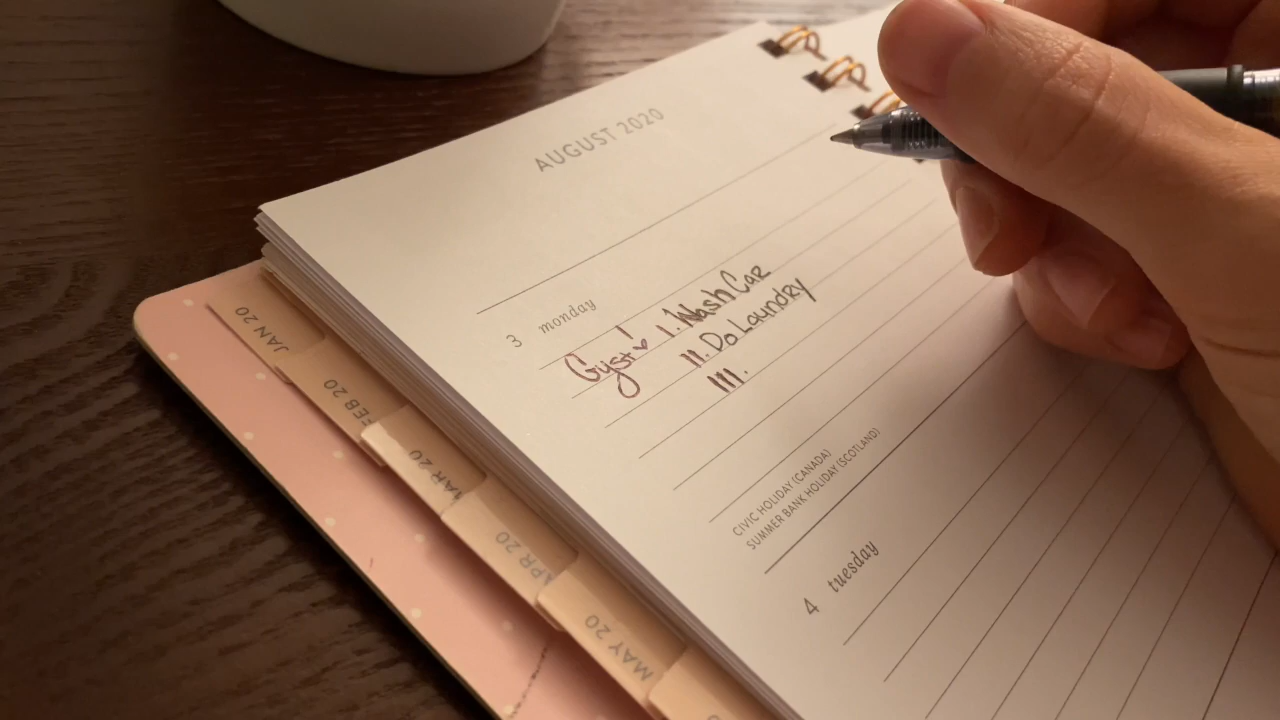 AUGUST 2020
3 monday
Gyst! ♥ I. Wash Car
II. Do Laundry
III.
CIVIC HOLIDAY (CANADA)
SUMMER BANK HOLIDAY (SCOTLAND)
4 tuesday
JAN 20
FEB 20
MAR 20
APR 20
MAY 20